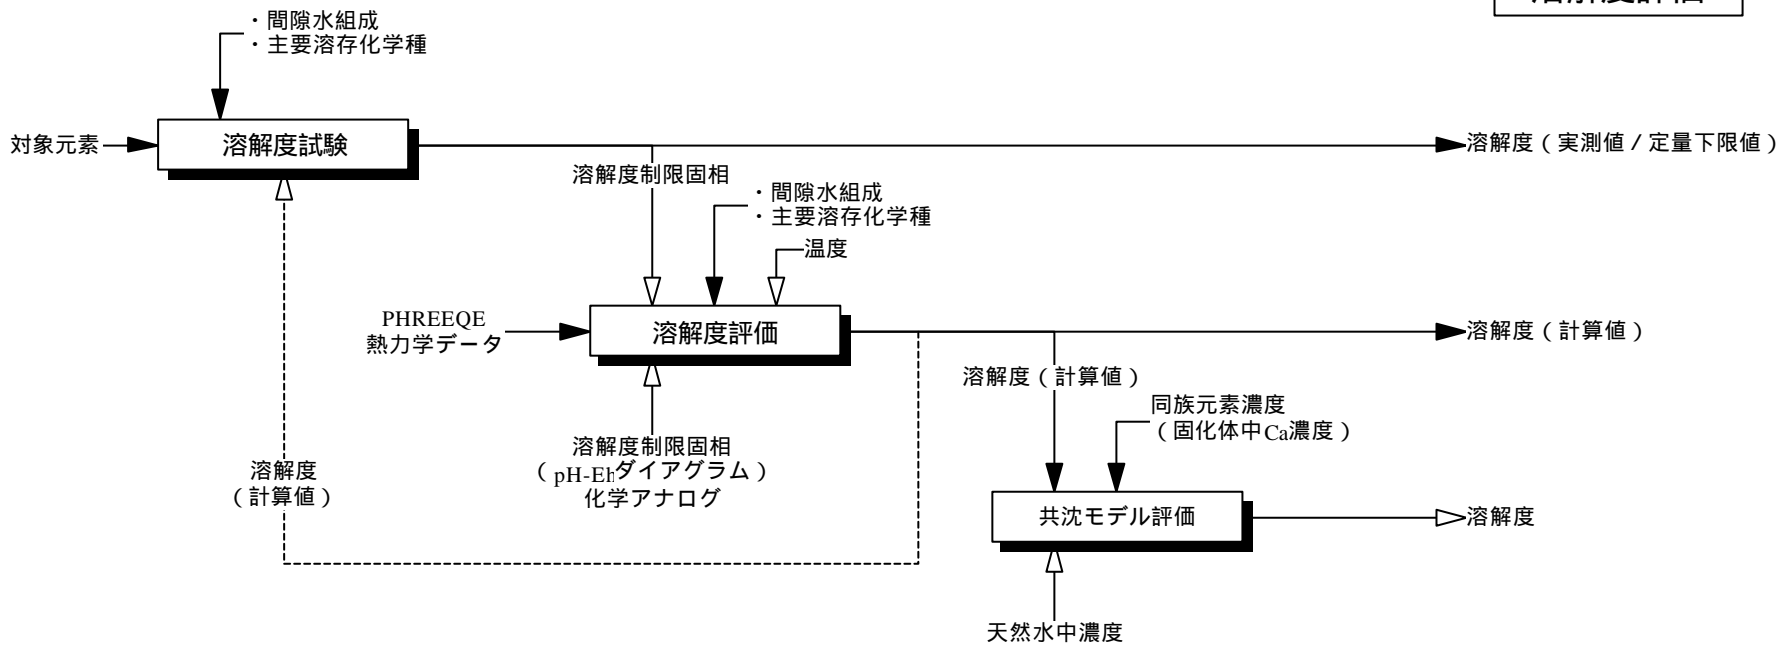 溶解度評価
・間隙水組成
・主要溶存化学種
対象元素
溶解度試験
溶解度（実測値/定量下限値）
溶解度制限固相
・間隙水組成
・主要溶存化学種
温度
PHREEQE
熱力学データ
溶解度評価
溶解度（計算値）
溶解度（計算値）
同族元素濃度
（固化体中Ca濃度）
溶解度制限固相
（pH-Ehダイアグラム）
化学アナログ
溶解度
（計算値）
共沈モデル評価
溶解度
天然水中濃度